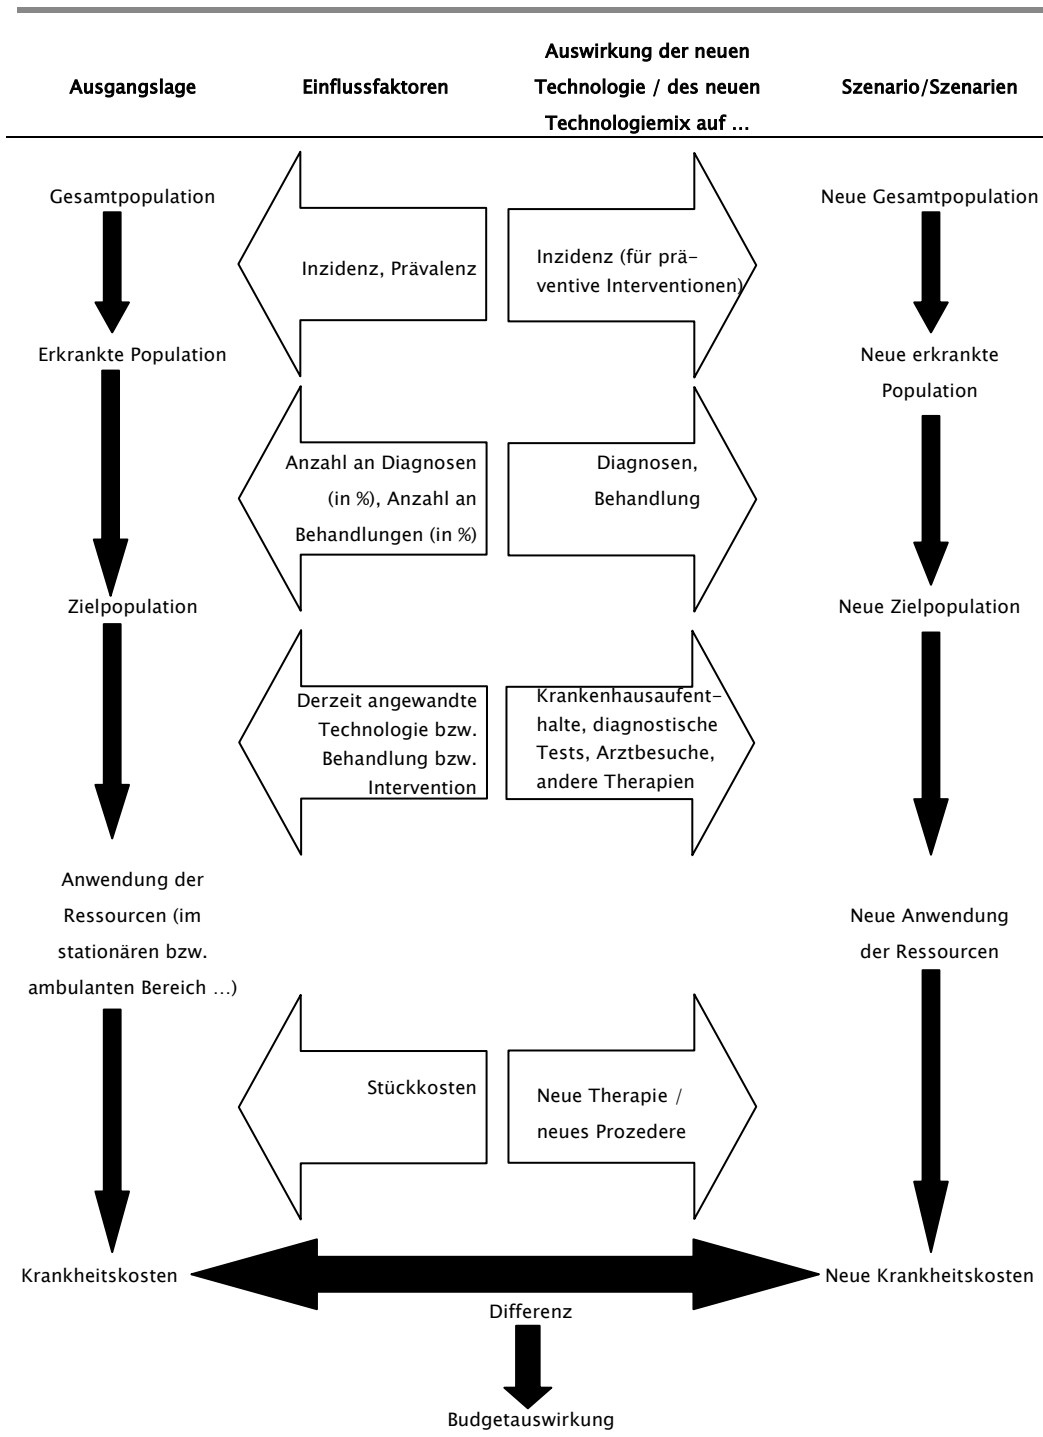 Ausgangslage
Einflussfaktoren
Auswirkung der neuen
Technologie / des neuen
Technologiemix auf ...
Szenario/Szenarien
Gesamtpopulation
Inzidenz, Prävalenz
Inzidenz (für prä-
ventive Interventionen)
Neue Gesamtpopulation
Erkrankte Population
Neue erkrankte
Population
Anzahl an Diagnosen
(in %), Anzahl an
Behandlungen (in %)
Diagnosen,
Behandlung
Zielpopulation
Neue Zielpopulation
Derzeit angewandte
Technologie bzw.
Behandlung bzw.
Intervention
Krankenhausaufent-
halte, diagnostische
Tests, Arztbesuche,
andere Therapien
Anwendung der
Ressourcen (im
stationären bzw.
ambulanten Bereich ...)
Neue Anwendung
der Ressourcen
Stückkosten
Neue Therapie /
neues Prozedere
Krankheitskosten
Neue Krankheitskosten
Differenz
Budgetauswirkung